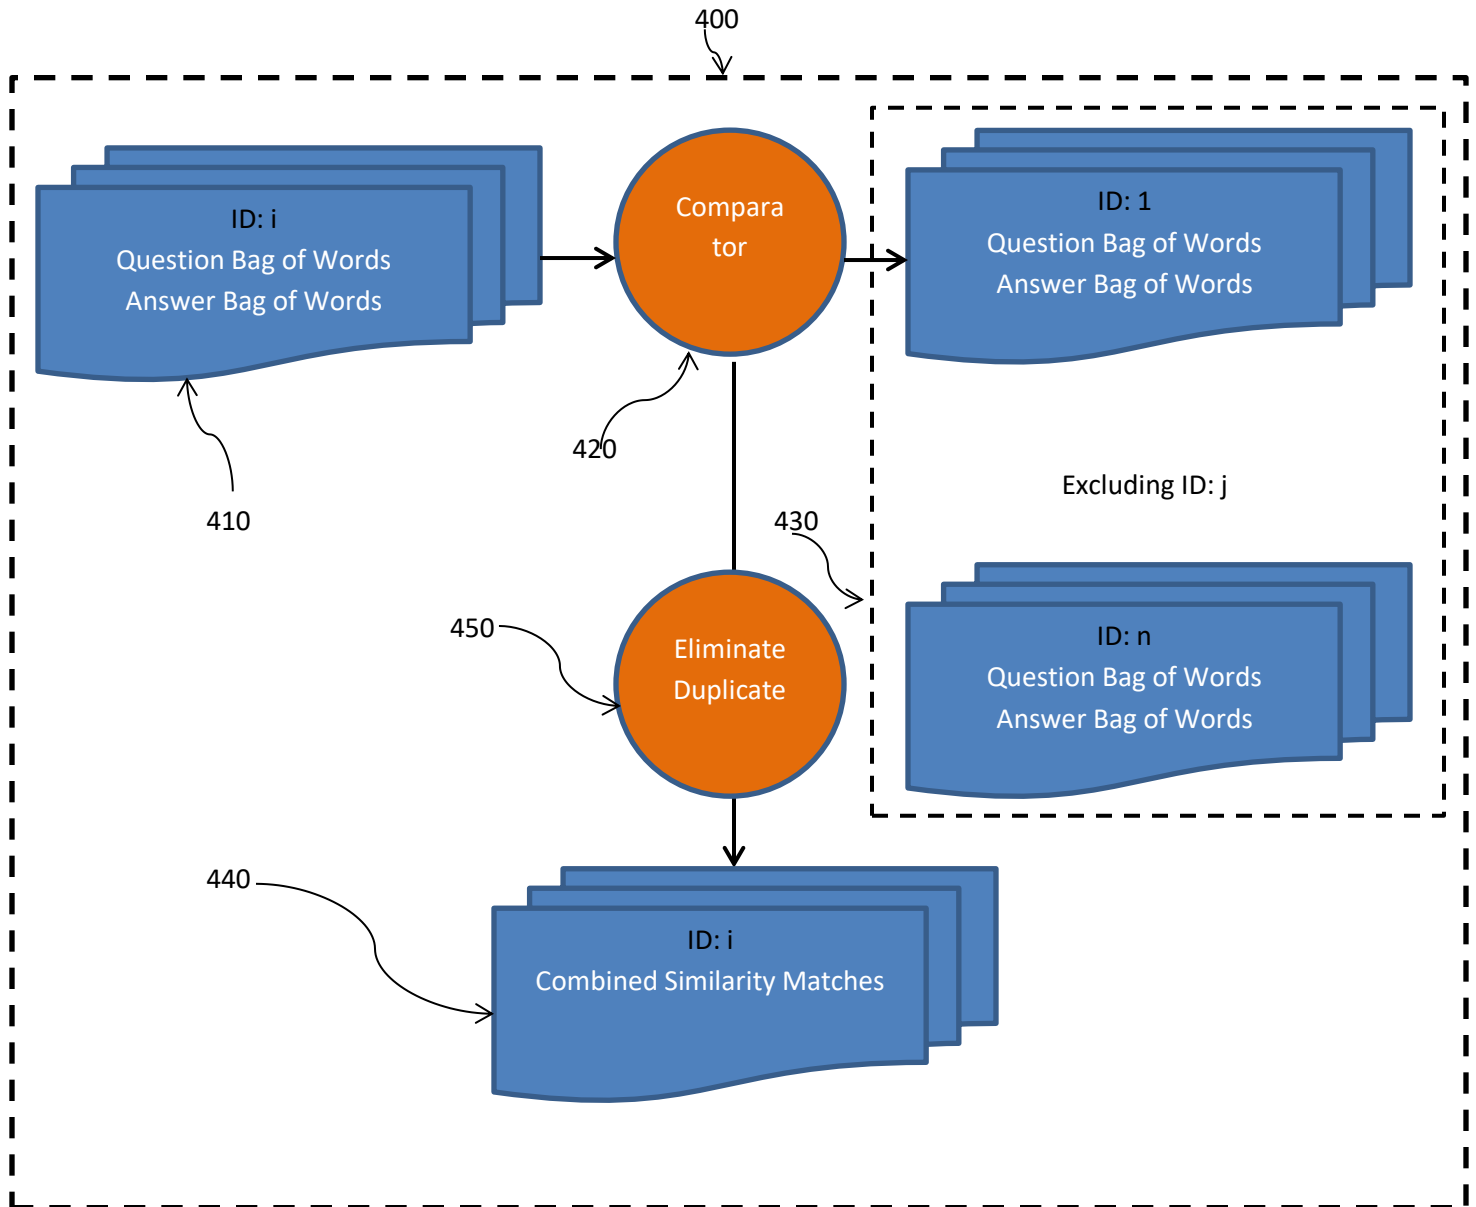 400
ID: i
Question Bag of Words
Answer Bag of Words
Compara
tor
ID: 1
Question Bag of Words
Answer Bag of Words
420
410
Excluding ID: j
430
450
Eliminate
Duplicate
ID: n
Question Bag of Words
Answer Bag of Words
440
ID: i
Combined Similarity Matches